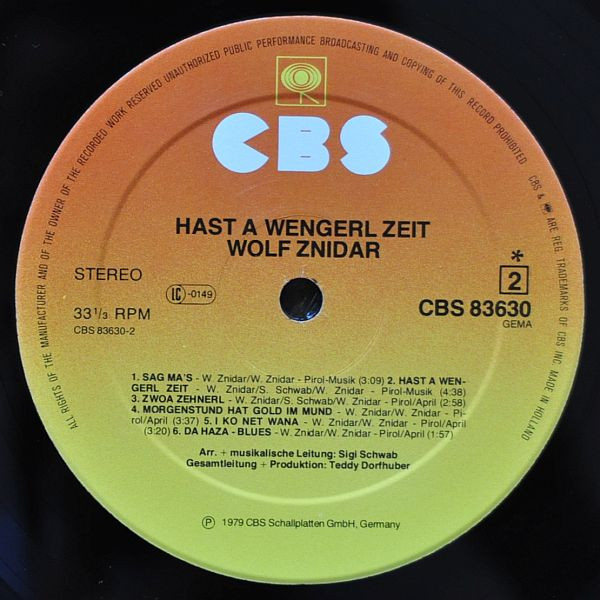 ALL RIGHTS OF THE MANUFACTURER AND OF THE OWNER OF THE RECORDED WORK RESERVED UNAUTHORIZED PUBLIC PERFORMANCE BROADCASTING AND COPYING OF THIS RECORD PROHIBITED
CBS & ARE REG. TRADEMARKS OF CBS INC. MADE IN HOLLAND
CBS
HAST A WENGERL ZEIT
WOLF ZNIDAR
STEREO
LC -0149
* 2
33 1/3 RPM
CBS 83630
CBS 83630-2
GEMA
1. SAG MA'S - W. Znidar/W. Znidar - Pirol-Musik (3:09) 2. HAST A WEN-
GERL ZEIT - W. Znidar/S. Schwab/W. Znidar - Pirol-Musik (4:38)
3. ZWOA ZEHNERL - W. Znidar/S. Schwab/W. Znidar - Pirol/April (2:58)
4. MORGENSTUND HAT GOLD IM MUND - W. Znidar/W. Znidar - Pi-
rol/April (3:37) 5. I KO NET WANA - W. Znidar/W. Znidar - Pirol/April
(3:20) 6. DA HAZA - BLUES - W. Znidar/W. Znidar - Pirol/April (1:57)
Arr. + musikalische Leitung: Sigi Schwab
Gesamtleitung + Produktion: Teddy Dorfhuber
℗ 1979 CBS Schallplatten GmbH, Germany